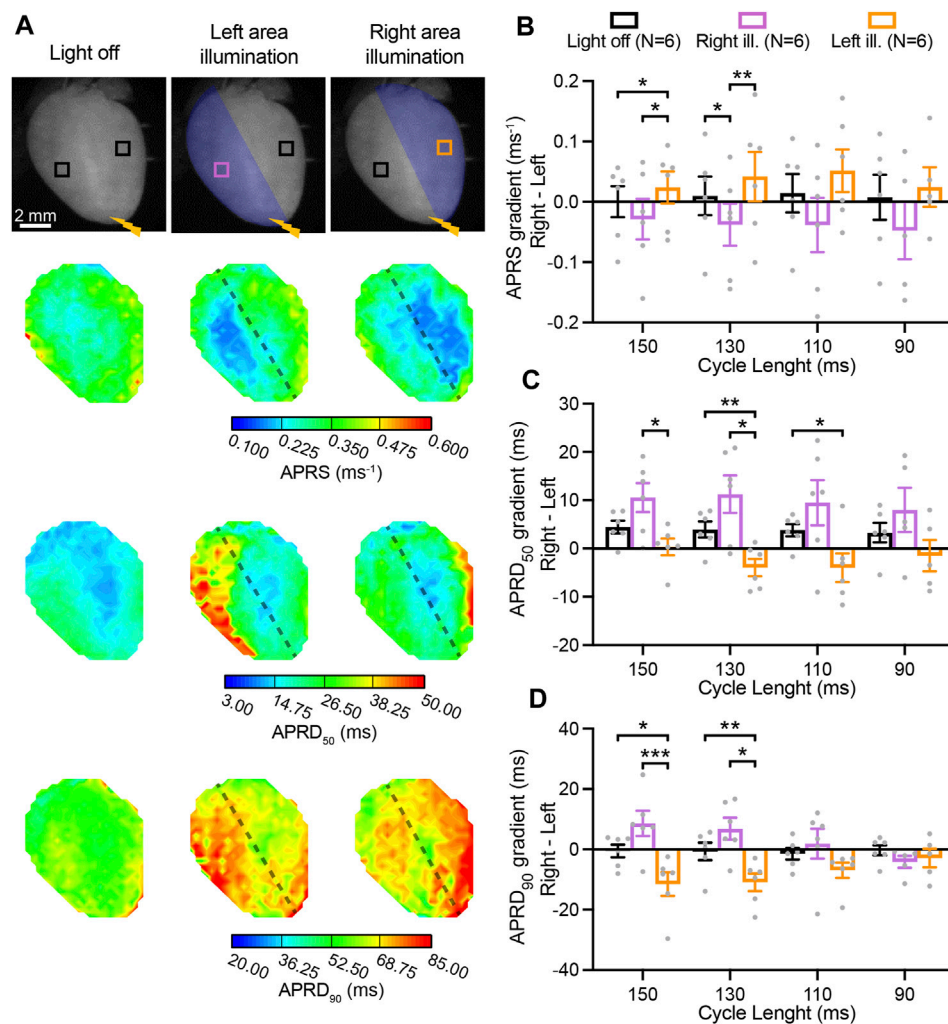 A
Light off
Left area
illumination
Right area
illumination
2 mm
0.100 0.225 0.350 0.475 0.600
APRS (ms-1)
3.00 14.75 26.50 38.25 50.00
APRD50 (ms)
20.00 36.25 52.50 68.75 85.00
APRD90 (ms)
B
Light off (N=6) Right ill. (N=6) Left ill. (N=6)
APRS gradient (ms-1)
Right - Left
0.2
0.1
0.0
-0.1
-0.2
* * * **
150 130 110 90
Cycle Lenght (ms)
C
APRD50 gradient (ms)
Right - Left
30
20
10
0
-10
-20
* ** * *
150 130 110 90
Cycle Lenght (ms)
D
APRD90 gradient (ms)
Right - Left
40
20
0
-20
-40
* *** ** *
150 130 110 90
Cycle Lenght (ms)